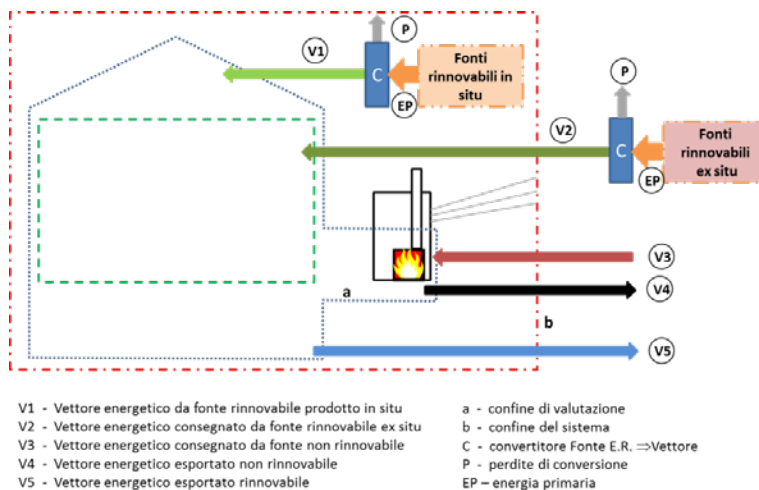 P
V1
C
Fonti
rinnovabili in
situ
EP
P
V2
C
Fonti
rinnovabili
ex situ
EP
V3
a
V4
b
V5
V1 - Vettore energetico da fonte rinnovabile prodotto in situ
V2 - Vettore energetico consegnato da fonte rinnovabile ex situ
V3 - Vettore energetico consegnato da fonte non rinnovabile
V4 - Vettore energetico esportato non rinnovabile
V5 - Vettore energetico esportato rinnovabile
a - confine di valutazione
b - confine del sistema
C - convertitore Fonte E.R. ⇒Vettore
P - perdite di conversione
EP – energia primaria